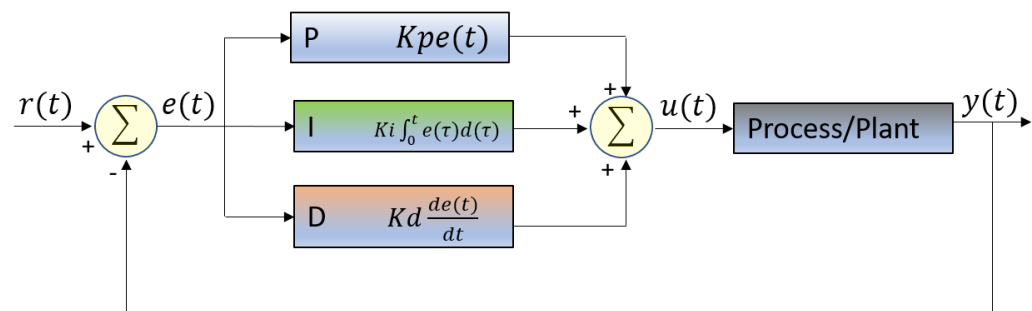 r(t)
+
-
∑
e(t)
P Kpe(t)
I Ki ∫₀ᵗ e(τ)d(τ)
D Kd de(t)/dt
+
+
+
∑
u(t)
Process/Plant
y(t)